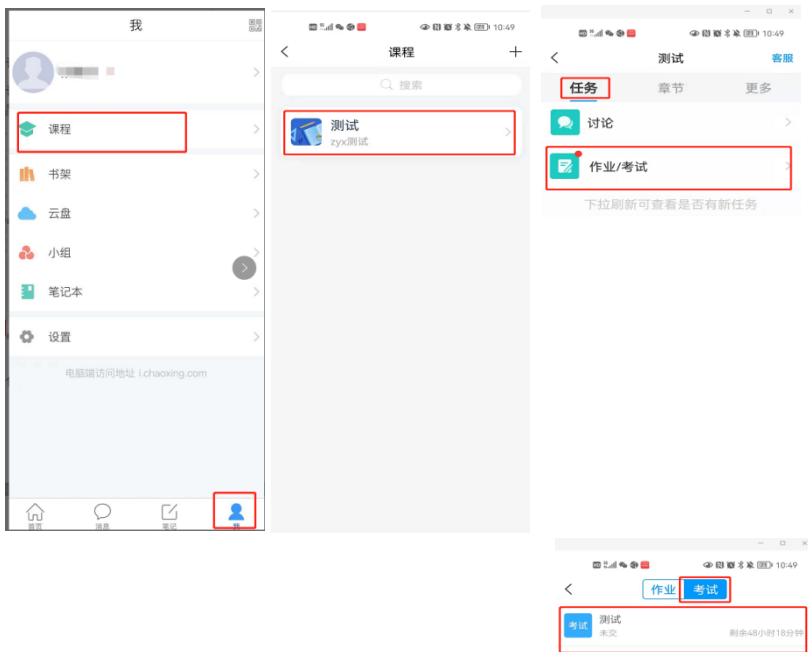 我
课程
书架
云盘
小组
笔记本
设置
电脑端访问地址 i.chaoxing.com
首页
消息
笔记
我
10:49
课程
搜索
测试
zyx测试
10:49
测试
客服
任务
章节
更多
讨论
作业/考试
下拉刷新可查看是否有新任务
10:49
作业
考试
考试
测试
未交
剩余48小时18分钟